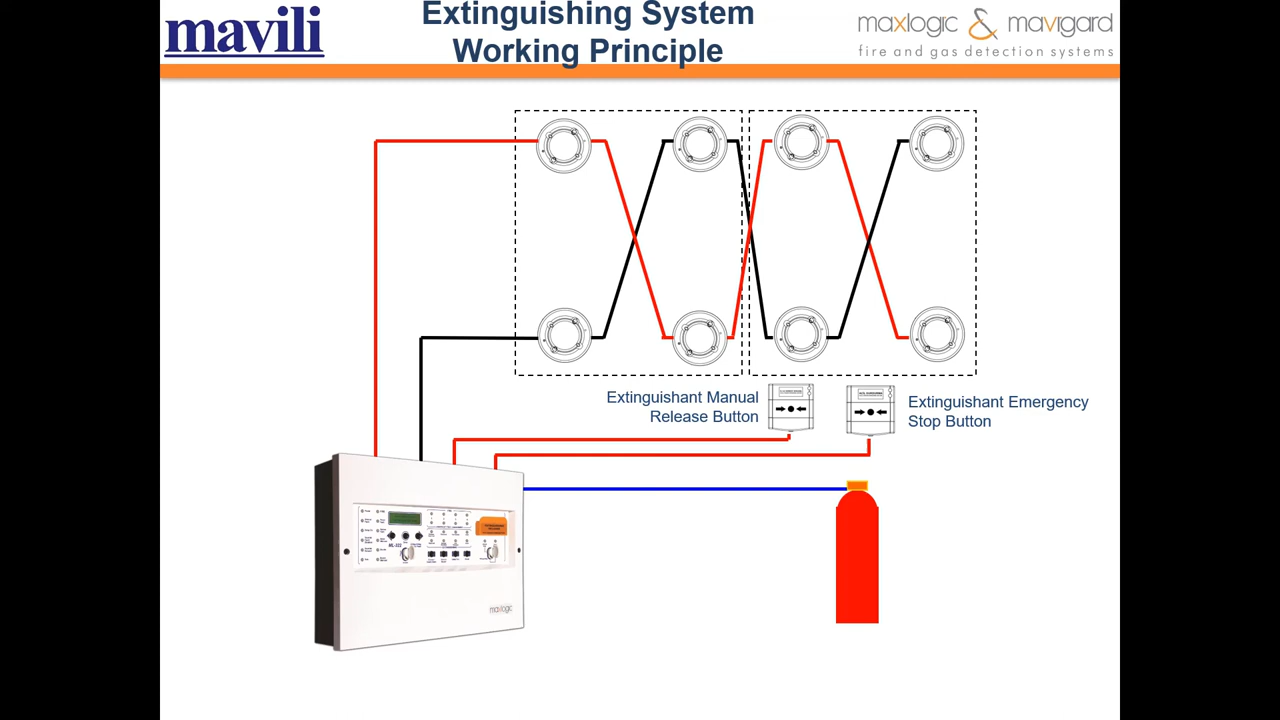 mavili
Extinguishing System
Working Principle
maxlogic & mavigard
fire and gas detection systems
Extinguishant Manual
Release Button
Extinguishant Emergency
Stop Button
maxlogic